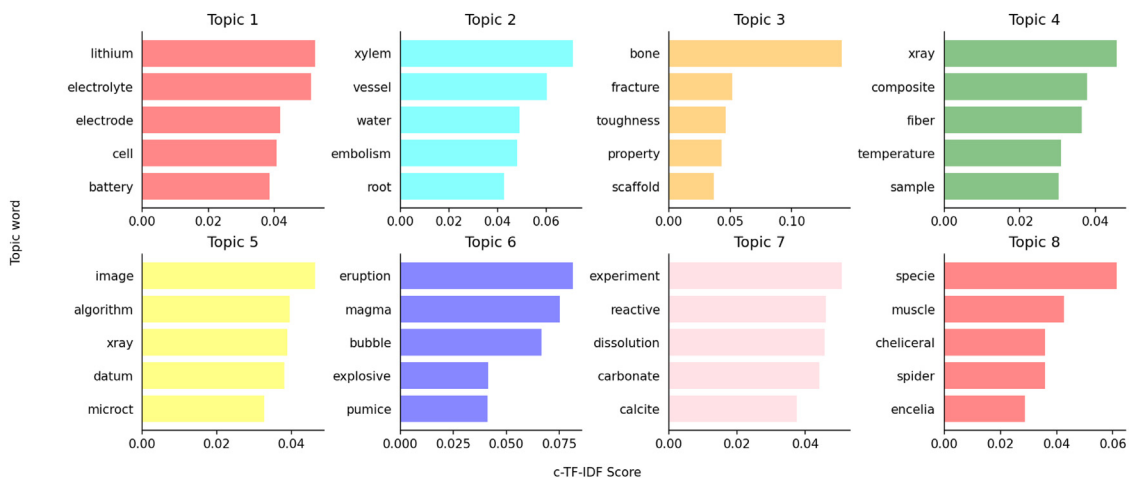 Topic 1
lithium
electrolyte
electrode
cell
battery
0.00 0.02 0.04
Topic 2
xylem
vessel
water
embolism
root
0.00 0.02 0.04 0.06
Topic 3
bone
fracture
toughness
property
scaffold
0.00 0.05 0.10
Topic 4
xray
composite
fiber
temperature
sample
0.00 0.02 0.04
Topic word
Topic 5
image
algorithm
xray
datum
microct
0.00 0.02 0.04
Topic 6
eruption
magma
bubble
explosive
pumice
0.000 0.025 0.050 0.075
Topic 7
experiment
reactive
dissolution
carbonate
calcite
0.00 0.02 0.04
Topic 8
specie
muscle
cheliceral
spider
encelia
0.00 0.02 0.04 0.06
c-TF-IDF Score